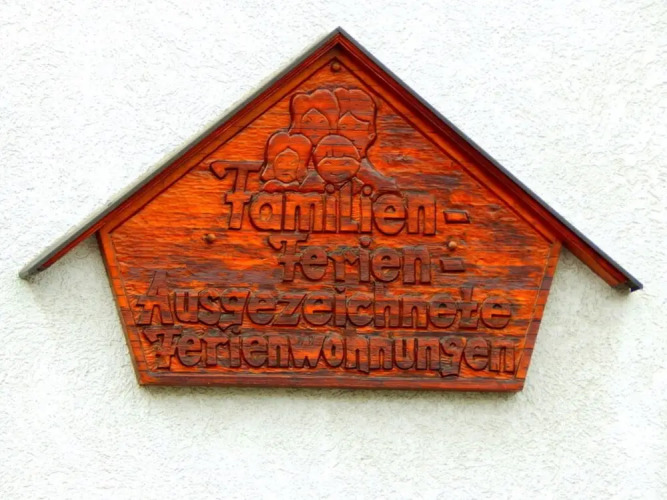 Familien-
Ferien-
Ausgezeichnete
Ferienwohnungen